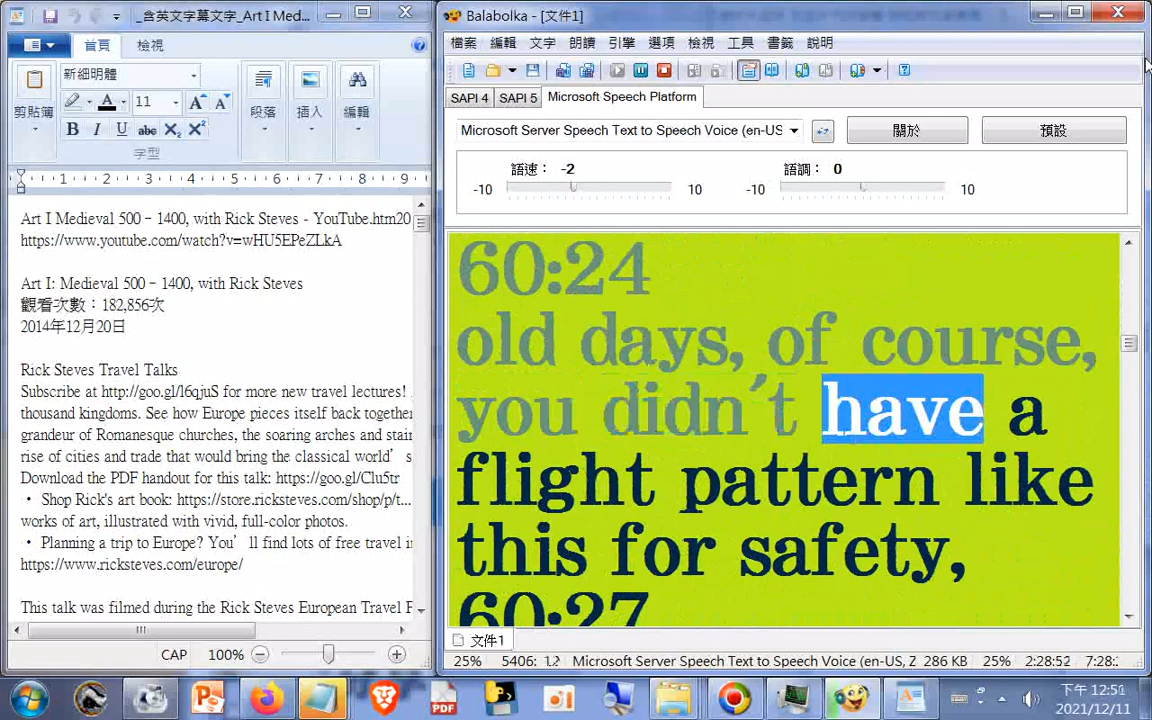 _含英文字幕文字_Art I Med...
首頁
檢視
剪貼簿
新細明體
11
B I U abc X₂ X²
字型
段落
插入
編輯
1 2 3 4 5 6 7 8 9
Art I Medieval 500 - 1400, with Rick Steves - YouTube.htm20
https://www.youtube.com/watch?v=wHU5EPeZLkA
Art I: Medieval 500 - 1400, with Rick Steves
觀看次數：182,856次
2014年12月20日
Rick Steves Travel Talks
Subscribe at http://goo.gl/l6qjuS for more new travel lectures!
thousand kingdoms. See how Europe pieces itself back together
grandeur of Romanesque churches, the soaring arches and stair
rise of cities and trade that would bring the classical world's
Download the PDF handout for this talk: https://goo.gl/Clu5tr
• Shop Rick's art book: https://store.ricksteves.com/shop/p/t...
works of art, illustrated with vivid, full-color photos.
• Planning a trip to Europe? You'll find lots of free travel i
https://www.ricksteves.com/europe/
This talk was filmed during the Rick Steves European Travel F
CAP 100%
Balabolka - [文件1]
檔案 編輯 文字 朗讀 引擎 選項 檢視 工具 書籤 說明
SAPI 4 SAPI 5 Microsoft Speech Platform
Microsoft Server Speech Text to Speech Voice (en-US
關於
預設
語速： -2
語調： 0
-10 10
-10 10
60:24
old days, of course,
you didn't have a
flight pattern like
this for safety,
60:27
文件1
25% 5406: 12 Microsoft Server Speech Text to Speech Voice (en-US, Z 286 KB 25% 2:28:52 7:28:
PDF
下午 12:51
2021/12/11